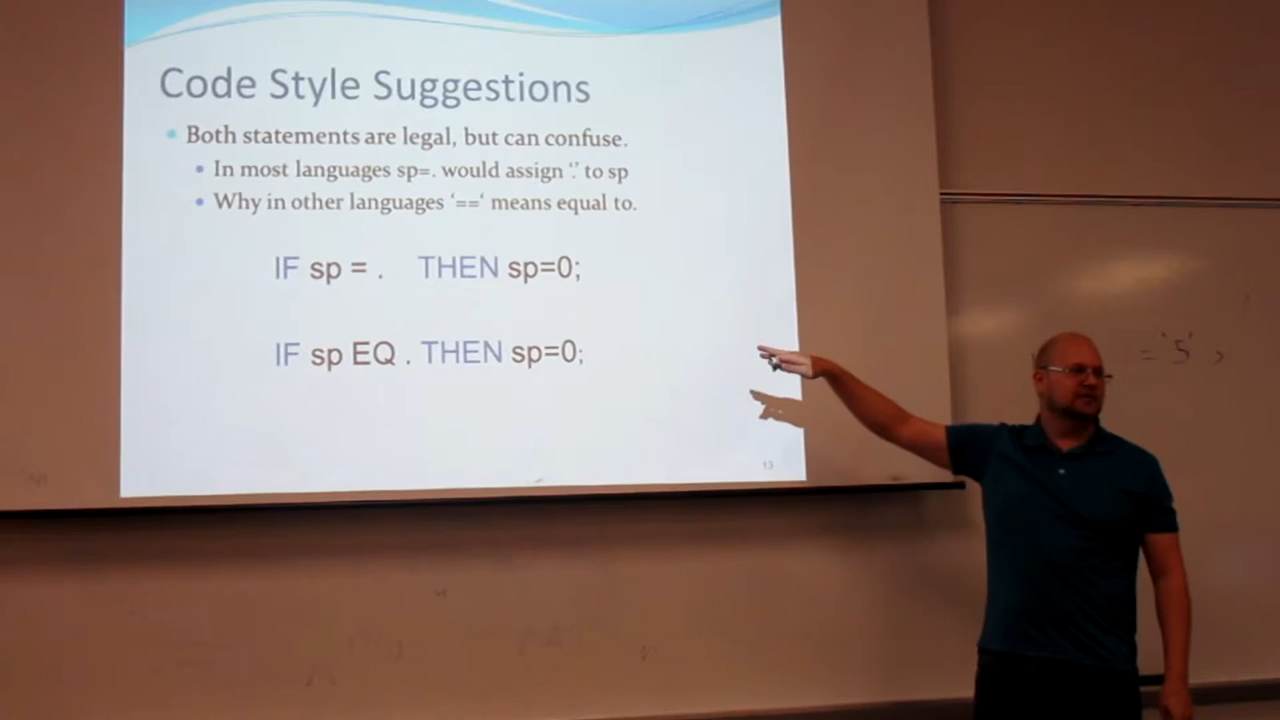 Code Style Suggestions
Both statements are legal, but can confuse.
In most languages sp=. would assign '.' to sp
Why in other languages '==' means equal to.
IF sp = . THEN sp=0;
IF sp EQ . THEN sp=0;
13
='5',